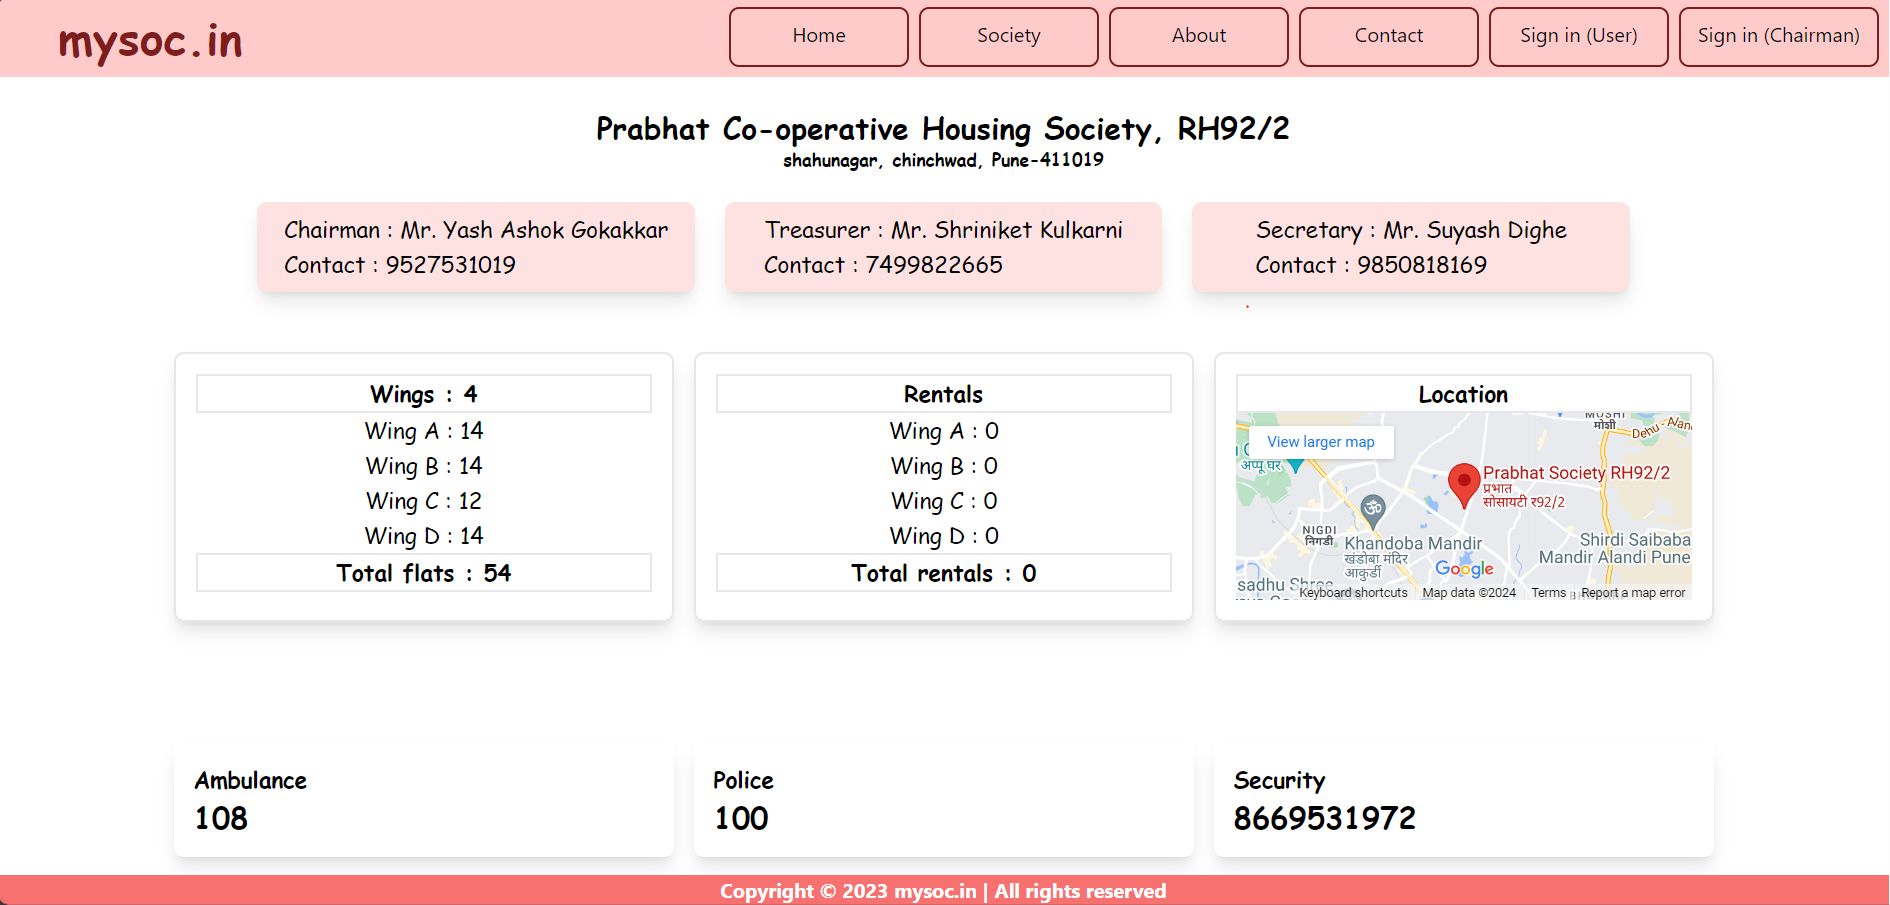 mysoc.in
Home
Society
About
Contact
Sign in (User)
Sign in (Chairman)
Prabhat Co-operative Housing Society, RH92/2
shahunagar, chinchwad, Pune-411019
Chairman : Mr. Yash Ashok Gokakkar
Contact : 9527531019
Treasurer : Mr. Shriniket Kulkarni
Contact : 7499822665
Secretary : Mr. Suyash Dighe
Contact : 9850818169
Wings : 4
Wing A : 14
Wing B : 14
Wing C : 12
Wing D : 14
Total flats : 54
Rentals
Wing A : 0
Wing B : 0
Wing C : 0
Wing D : 0
Total rentals : 0
Location
MOSHI
मोशी
Dehu - Alan
View larger map
अप्पू घर
Prabhat Society RH92/2
प्रभात
सोसायटी र92/2
NIGDI
निगडी
Khandoba Mandir
खंडोबा मंदिर
आकुर्डी
Shirdi Saibaba
Mandir Alandi Pune
Google
sadhu Shree
Keyboard shortcuts
Map data ©2024
Terms
Report a map error
Ambulance
108
Police
100
Security
8669531972
Copyright © 2023 mysoc.in | All rights reserved